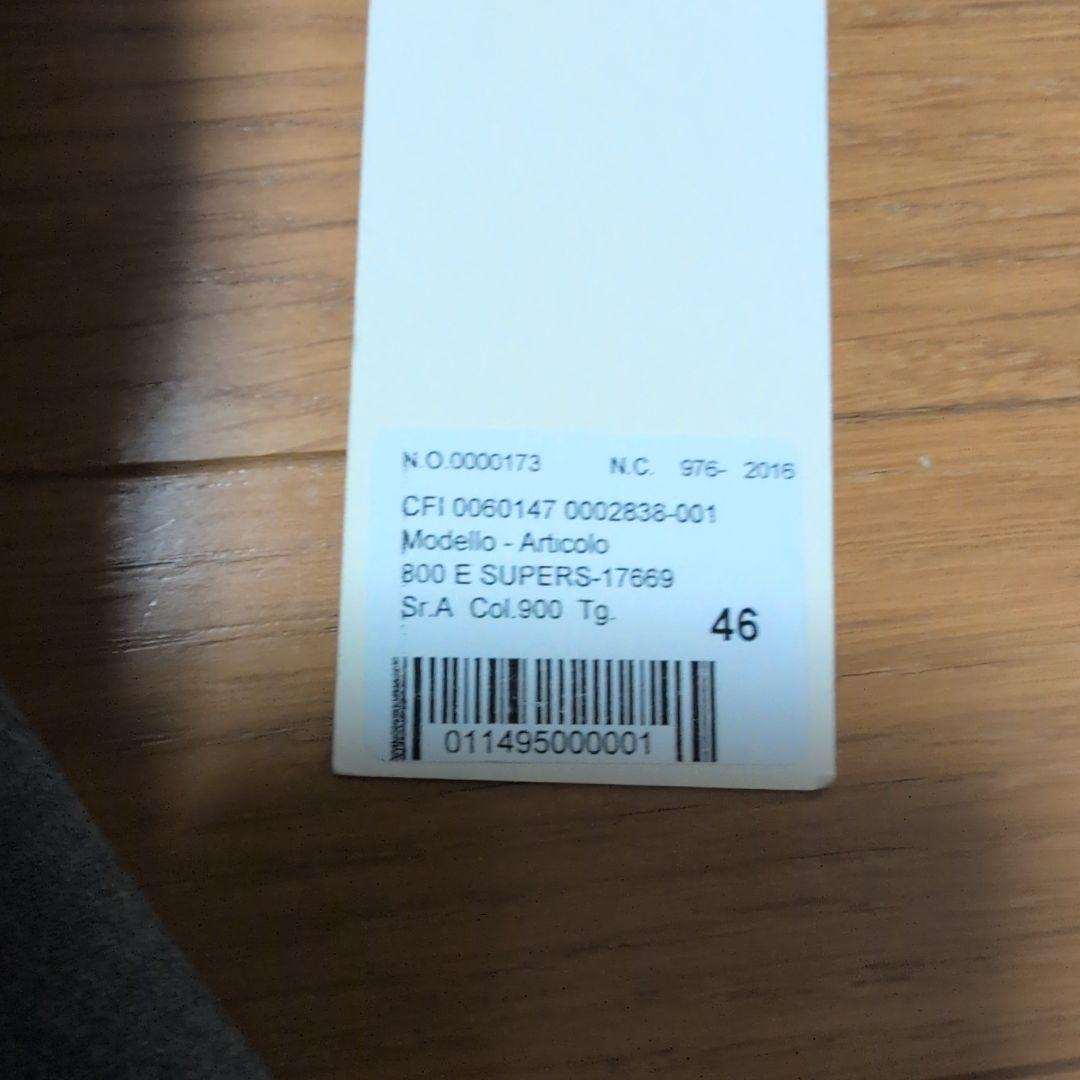 N.O.0000173 N.C. 976- 2016
CFI 0060147 0002838-001
Modello - Articolo
800 E SUPERS-17669
Sr.A Col.900 Tg. 46
011495000001